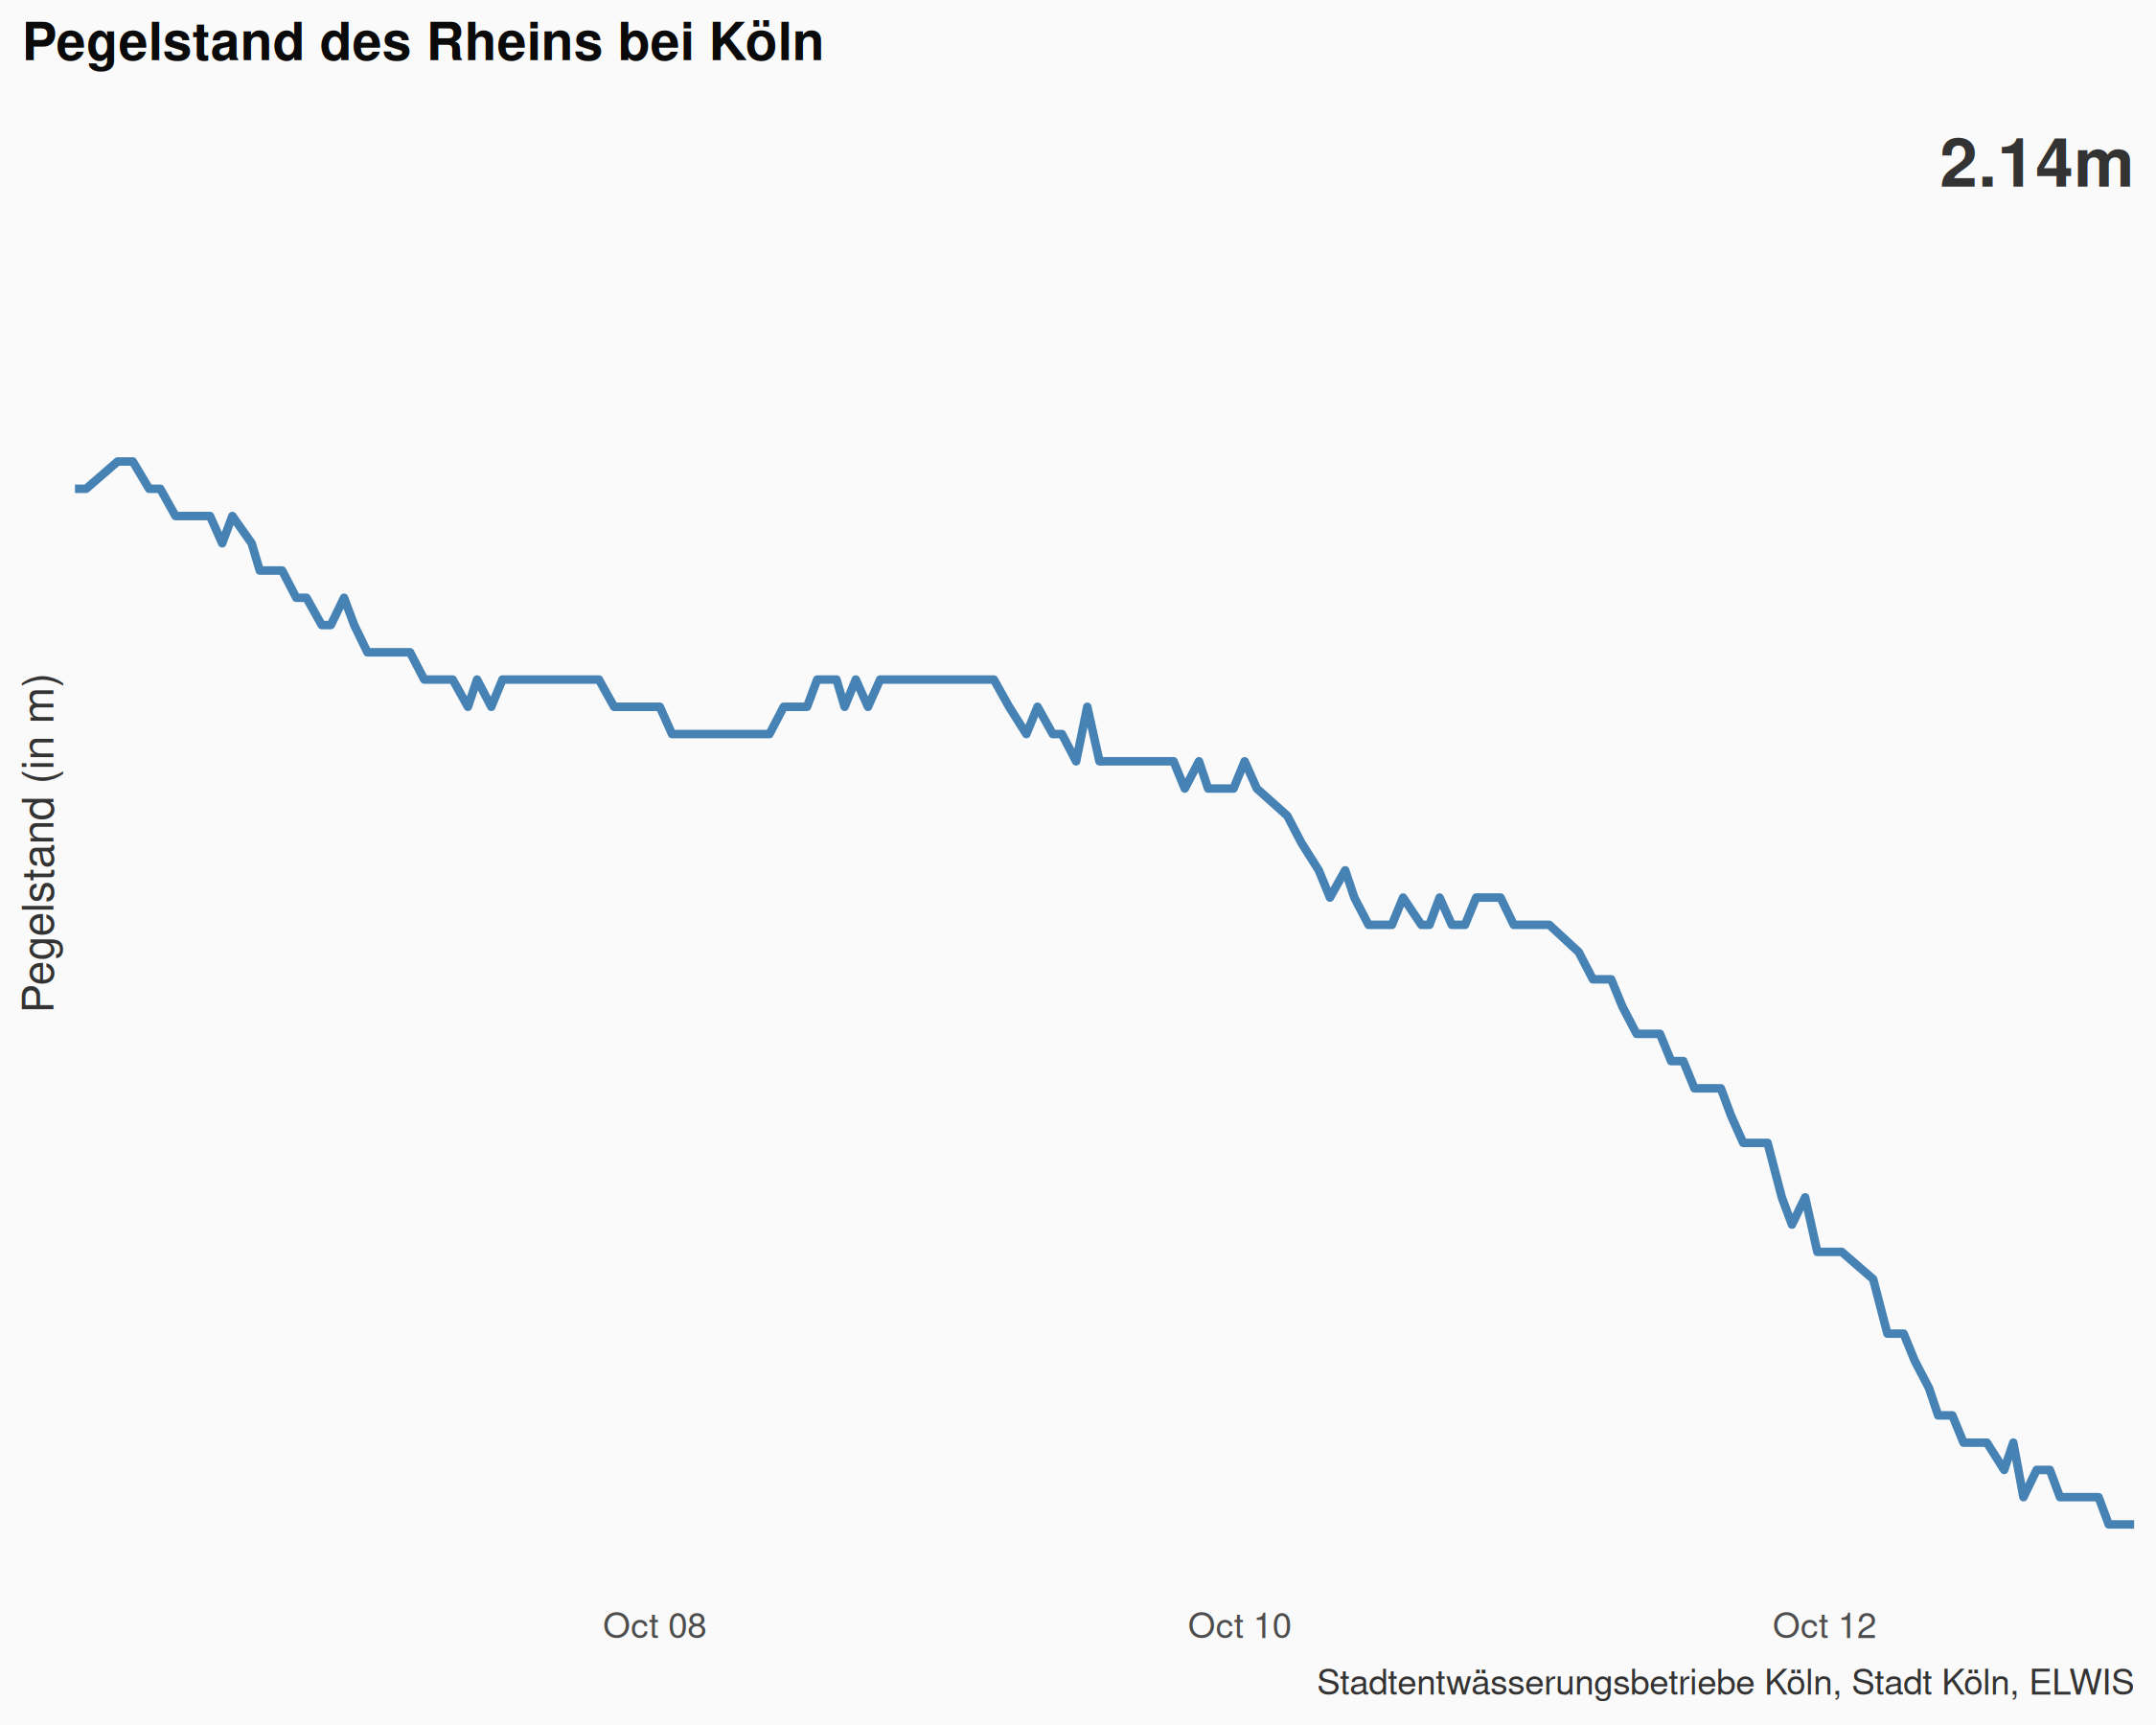 Pegelstand des Rheins bei Köln
2.14m
Pegelstand (in m)
Oct 08
Oct 10
Oct 12
Stadtentwässerungsbetriebe Köln, Stadt Köln, ELWIS